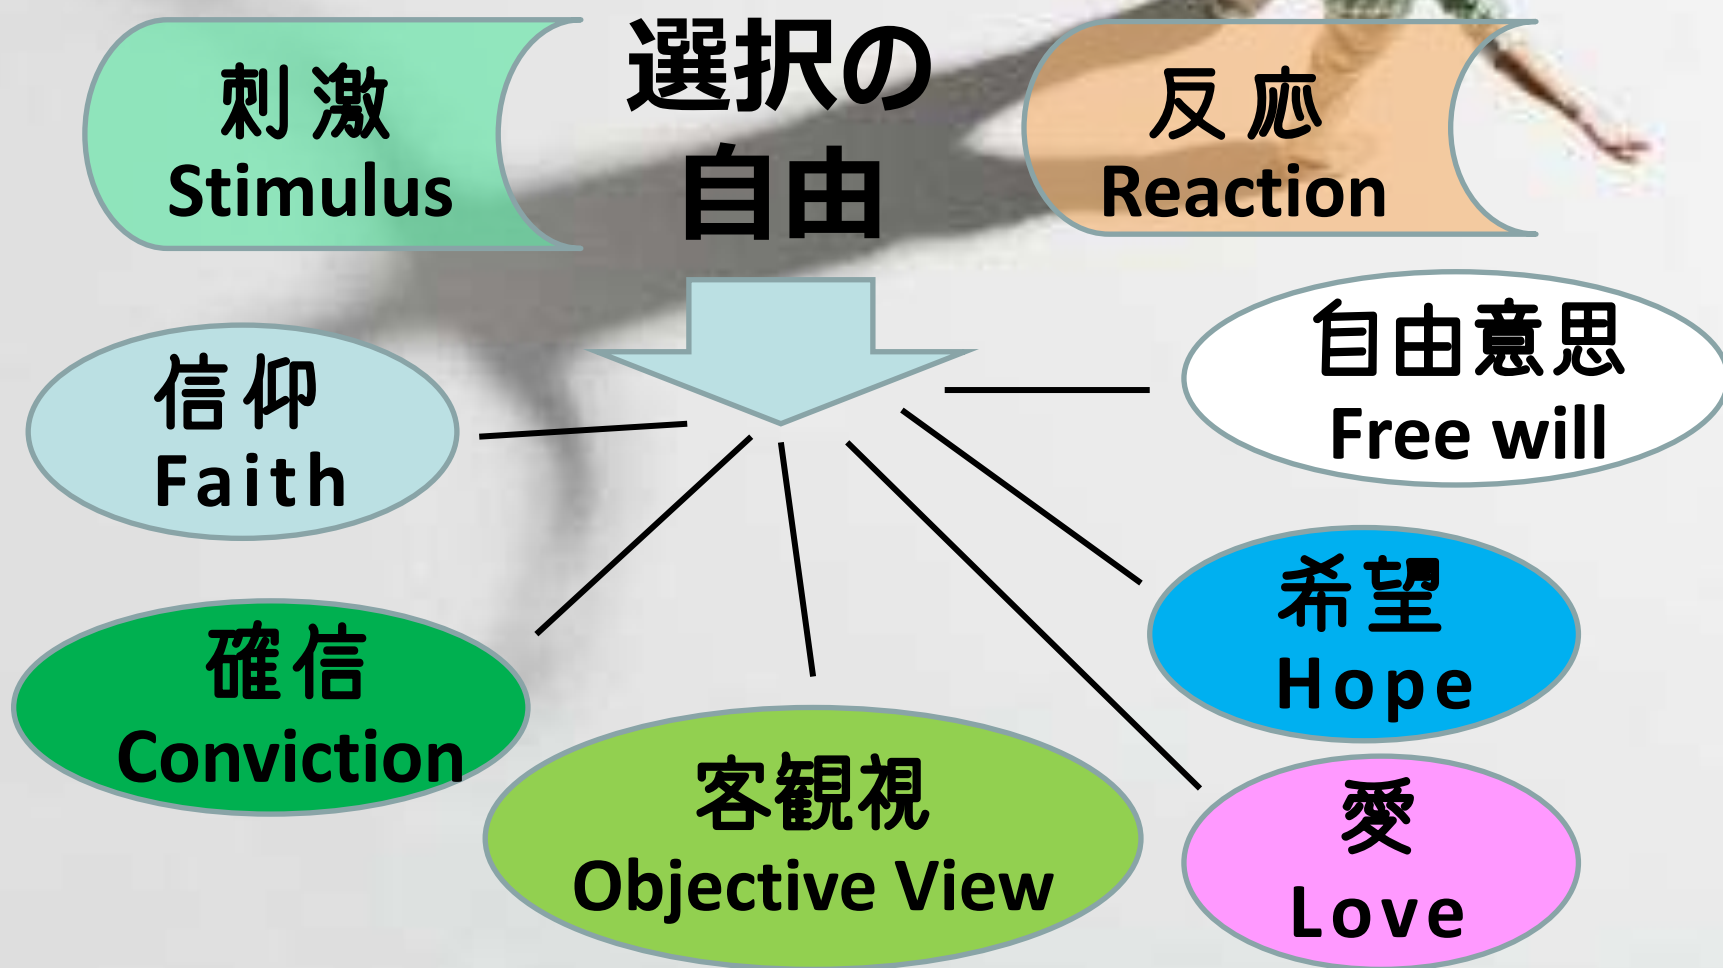 刺激
Stimulus
選択の
自由
反応
Reaction
信仰
Faith
自由意思
Free will
確信
Conviction
希望
Hope
客観視
Objective View
愛
Love